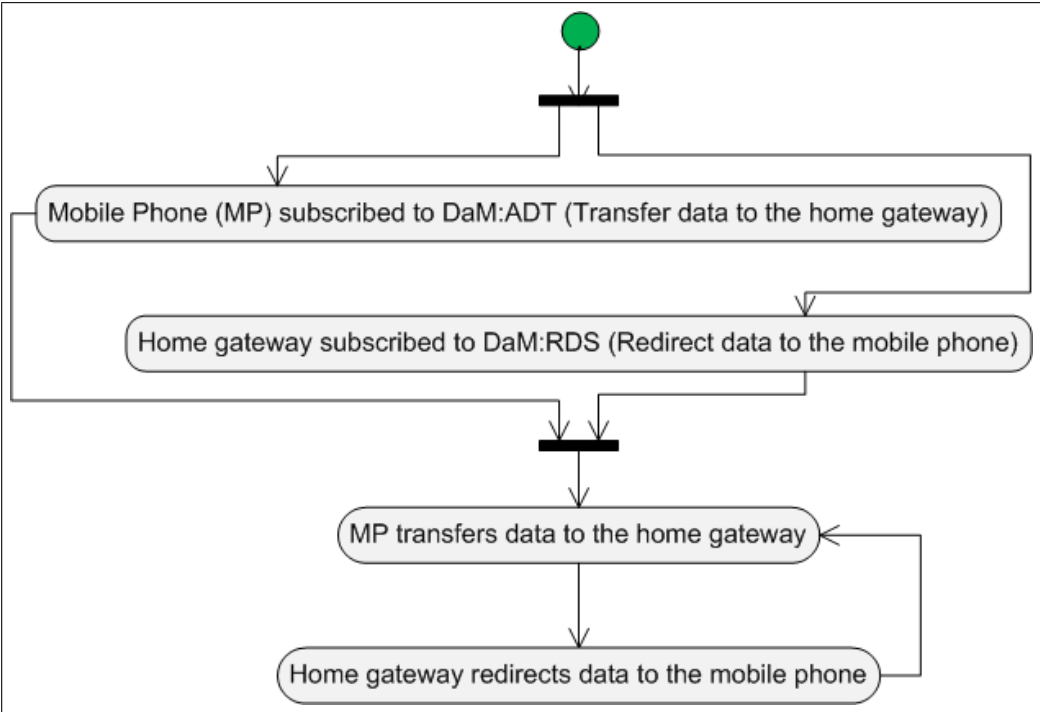 Mobile Phone (MP) subscribed to DaM:ADT (Transfer data to the home gateway)
Home gateway subscribed to DaM:RDS (Redirect data to the mobile phone)
MP transfers data to the home gateway
Home gateway redirects data to the mobile phone